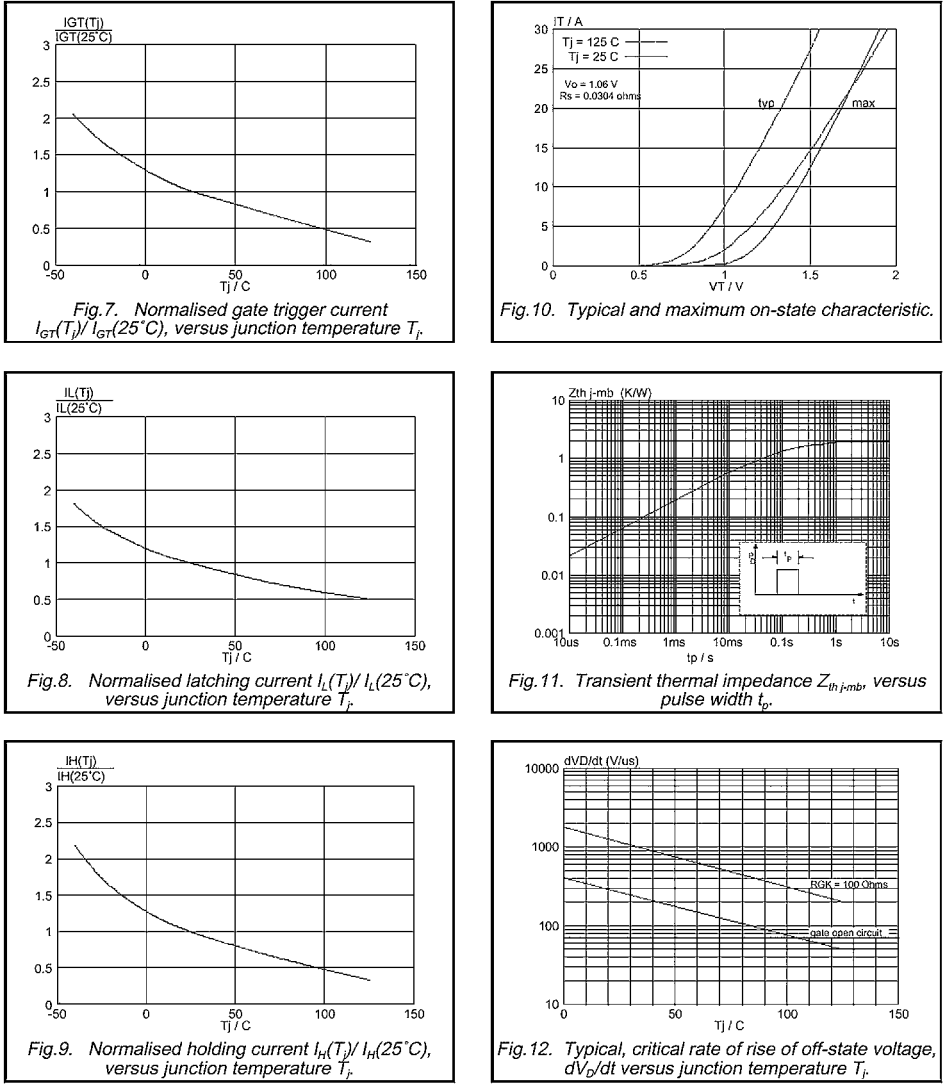 IGT(Tj)
IGT(25˚C)
3
2.5
2
1.5
1
0.5
0
-50
0
50
100
150
Tj / C
Fig.7. Normalised gate trigger current
IGT(Tj)/ IGT(25˚C), versus junction temperature Tj.
IL(Tj)
IL(25˚C)
3
2.5
2
1.5
1
0.5
0
-50
0
50
100
150
Tj / C
Fig.8. Normalised latching current IL(Tj)/ IL(25˚C),
versus junction temperature Tj.
IH(Tj)
IH(25˚C)
3
2.5
2
1.5
1
0.5
0
-50
0
50
100
150
Tj / C
Fig.9. Normalised holding current IH(Tj)/ IH(25˚C),
versus junction temperature Tj.
IT / A
30
25
20
15
10
5
0
Tj = 125 C
Tj = 25 C
Vo = 1.06 V
Rs = 0.0304 ohms
typ
max
0
0.5
1
1.5
2
VT / V
Fig.10. Typical and maximum on-state characteristic.
Zth j-mb (K/W)
10
1
0.1
0.01
0.001
PD
tp
t
10us
0.1ms
1ms
10ms
0.1s
1s
10s
tp / s
Fig.11. Transient thermal impedance Zth j-mb, versus
pulse width tp.
dVD/dt (V/us)
10000
1000
100
10
RGK = 100 Ohms
gate open circuit
0
50
100
150
Tj / C
Fig.12. Typical, critical rate of rise of off-state voltage,
dVD/dt versus junction temperature Tj.